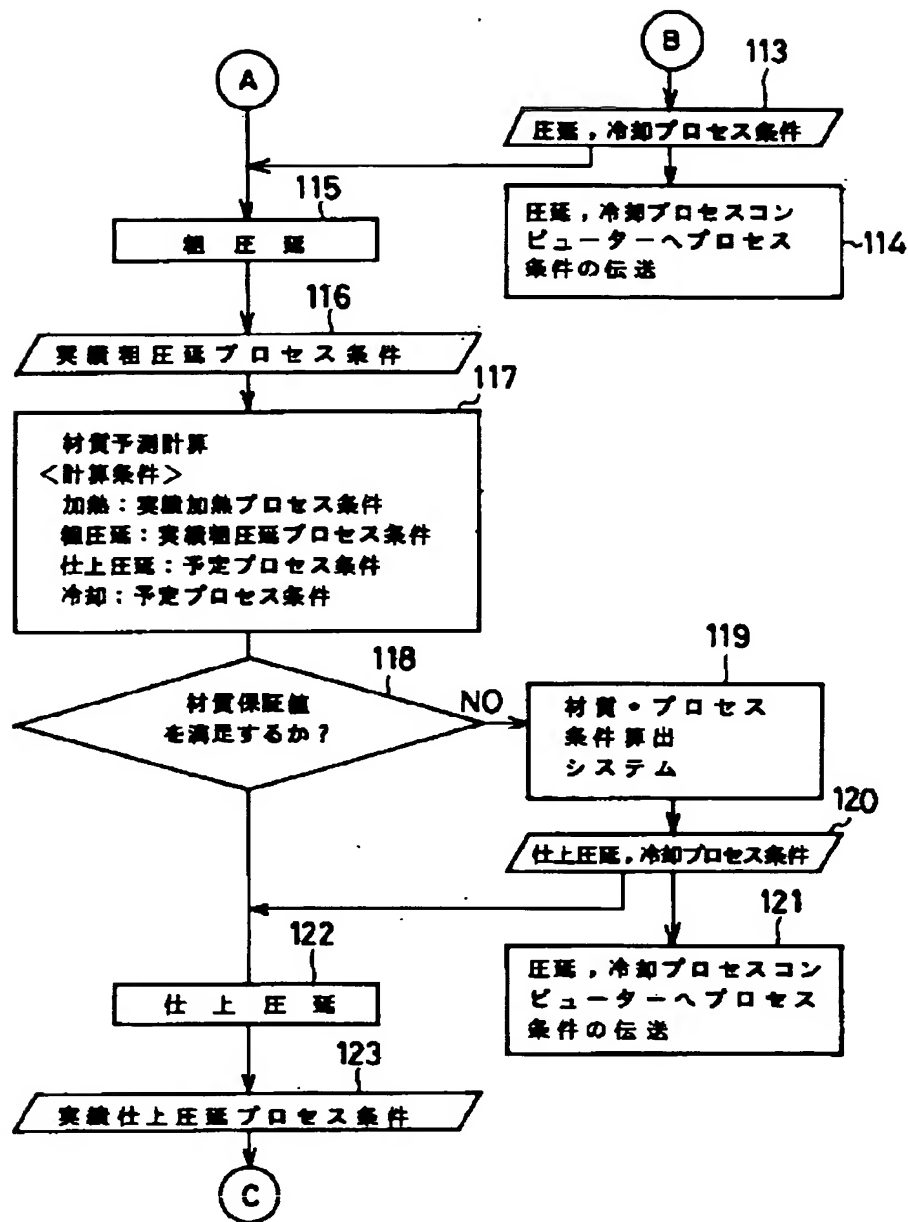 A
B
113
圧延，冷却プロセス条件
115
粗圧延
圧延，冷却プロセスコン
ピューターへプロセス
条件の伝送
114
116
実績粗圧延プロセス条件
117
材質予測計算
<計算条件>
加熱：実績加熱プロセス条件
粗圧延：実績粗圧延プロセス条件
仕上圧延：予定プロセス条件
冷却：予定プロセス条件
118
材質保証値
を満足するか？
NO
119
材質・プロセス
条件算出
システム
120
仕上圧延，冷却プロセス条件
121
圧延，冷却プロセスコン
ピューターへプロセス
条件の伝送
122
仕上圧延
123
実績仕上圧延プロセス条件
C